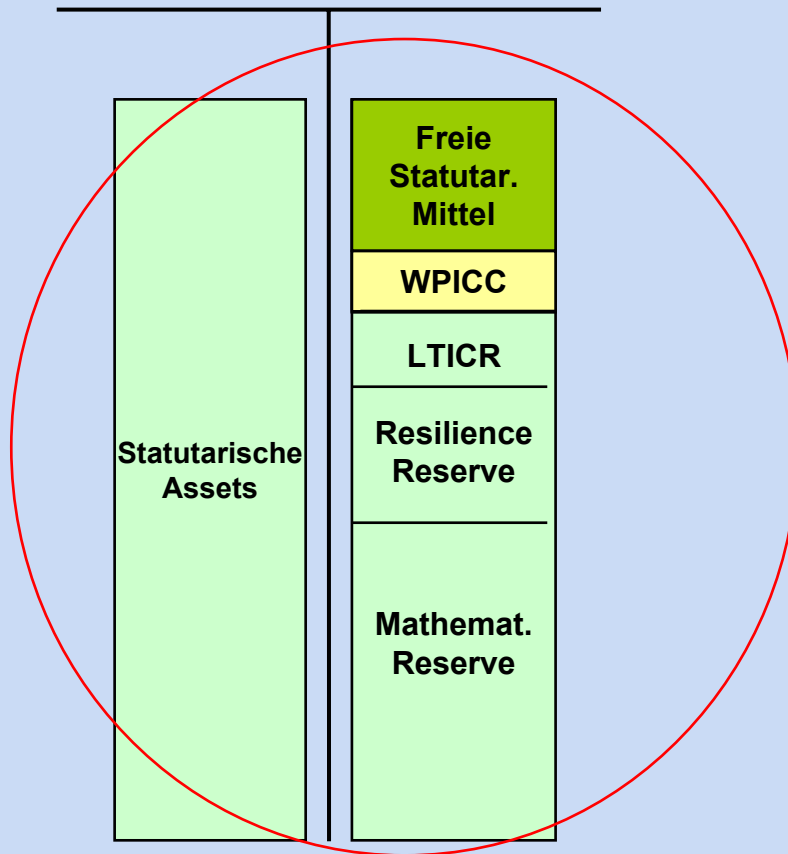 Statutarische
Assets
Freie
Statutar.
Mittel
WPICC
LTICR
Resilience
Reserve
Mathemat.
Reserve